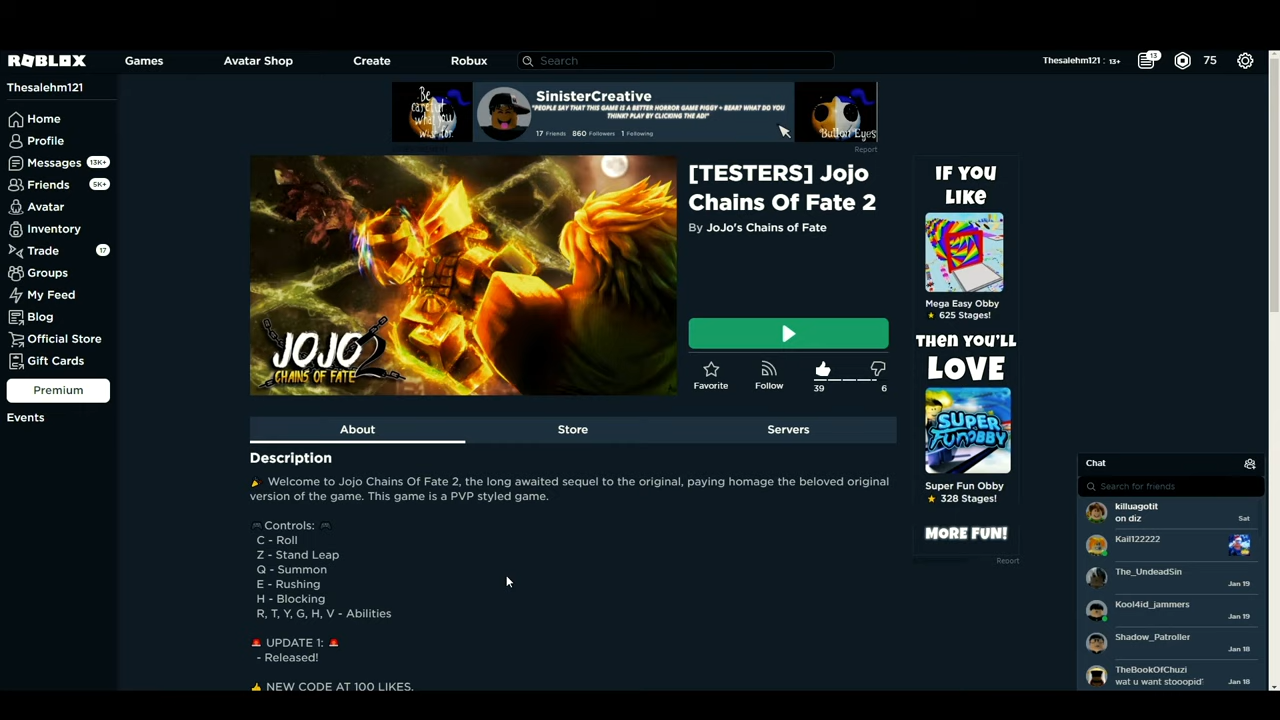 ROBLOX
Games
Avatar Shop
Create
Robux
Search
Thesalehm121 : 13+
13
75
Thesalehm121
Home
Profile
Messages 13K+
Friends 5K+
Avatar
Inventory
Trade 17
Groups
My Feed
Blog
Official Store
Gift Cards
Premium
Events
Be
careful
what you
SinisterCreative
"PEOPLE SAY THAT THIS GAME IS A BETTER HORROR GAME PIGGY + BEAR? WHAT DO YOU
THINK? PLAY BY CLICKING THE AD!"
17 Friends 860 Followers 1 Following
Button Eyes
Report
JOJO 2
CHAINS OF FATE
[TESTERS] Jojo
Chains Of Fate 2
By JoJo's Chains of Fate
Favorite
Follow
39
6
About
Store
Servers
Description
Welcome to Jojo Chains Of Fate 2, the long awaited sequel to the original, paying homage the beloved original
version of the game. This game is a PVP styled game.
Controls:
C - Roll
Z - Stand Leap
Q - Summon
E - Rushing
H - Blocking
R, T, Y, G, H, V - Abilities
UPDATE 1:
- Released!
NEW CODE AT 100 LIKES.
IF YOU
LIKE
Mega Easy Obby
625 Stages!
THEN YOU'LL
LOVE
SUPER
FUN OBBY
Super Fun Obby
328 Stages!
MORE FUN!
Report
Chat
Search for friends
killuagotit
on diz
Sat
Kail122222
The_UndeadSin
Jan 19
Kool4id_jammers
Jan 19
Shadow_Patroller
Jan 18
TheBookOfChuzi
wat u want stooopid'
Jan 18